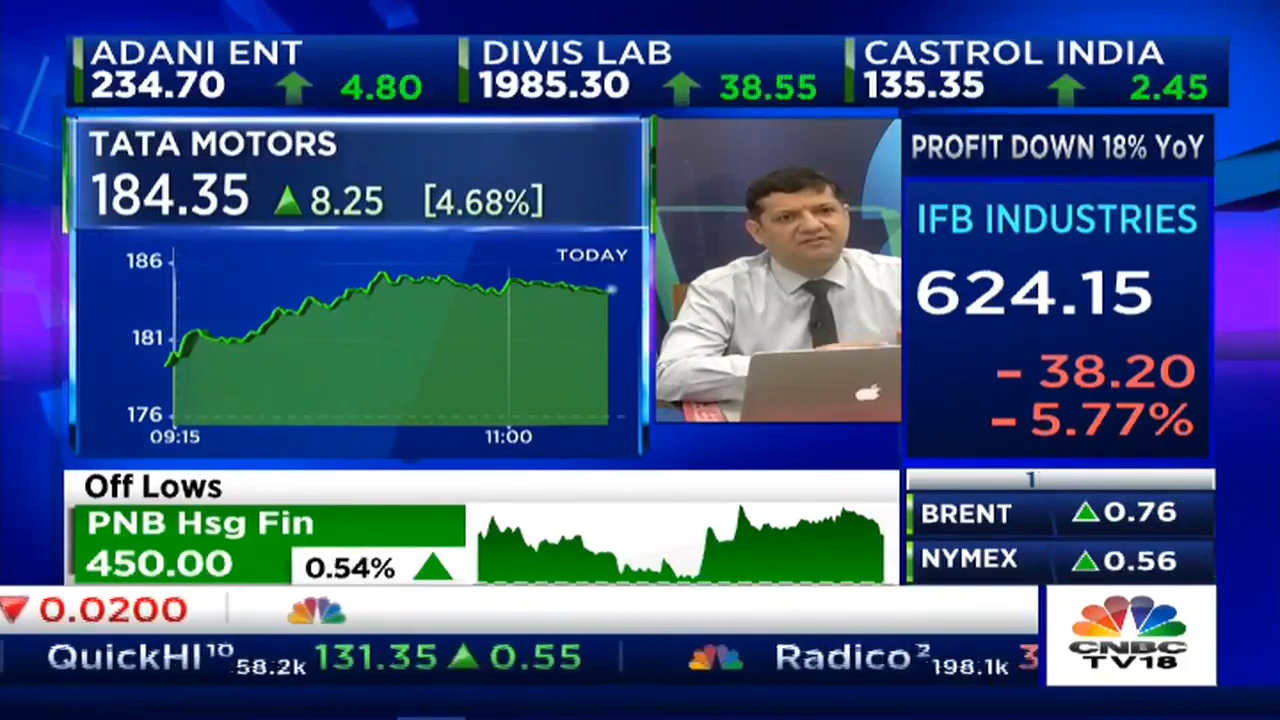 ADANI ENT
234.70 4.80
DIVIS LAB
1985.30 38.55
CASTROL INDIA
135.35 2.45
TATA MOTORS
184.35 8.25 [4.68%]
TODAY
186
181
176
09:15 11:00
PROFIT DOWN 18% YoY
IFB INDUSTRIES
624.15
- 38.20
- 5.77%
Off Lows
PNB Hsg Fin
450.00 0.54%
1
BRENT 0.76
NYMEX 0.56
0.0200
QuickHl 10 58.2k 131.35 0.55 Radico 2 198.1k 3
CNBC
TV18